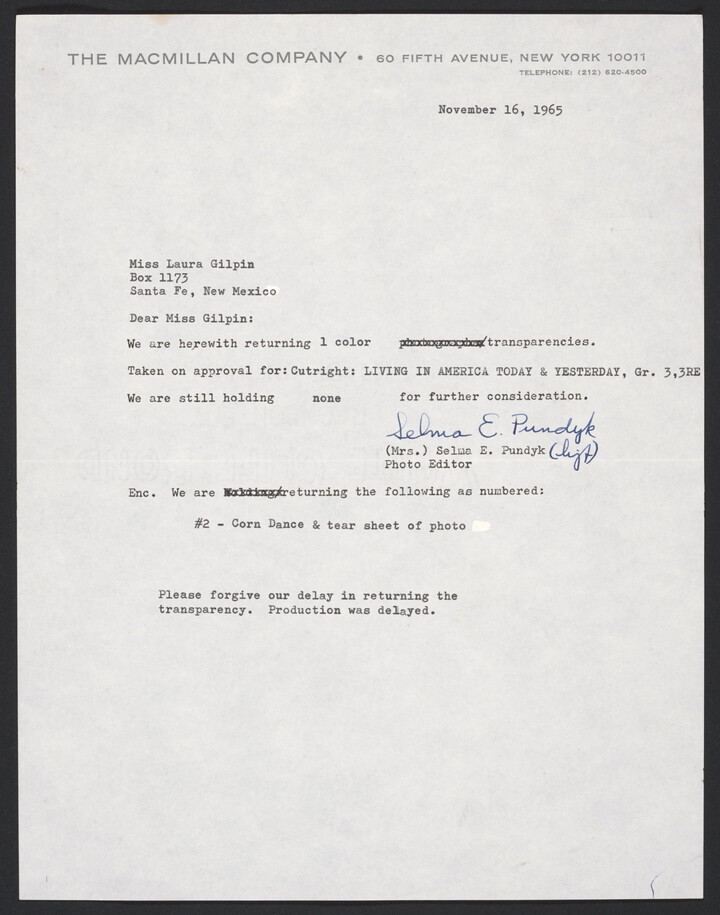 THE MACMILLAN COMPANY • 60 FIFTH AVENUE, NEW YORK 10011
TELEPHONE: (212) 620-4500
November 16, 1965
Miss Laura Gilpin
Box 1173
Santa Fe, New Mexico
Dear Miss Gilpin:
We are herewith returning 1 color /transparencies.
Taken on approval for: Cutright: LIVING IN AMERICA TODAY & YESTERDAY, Gr. 3,3RE
We are still holding none for further consideration.
Selma E. Pundyk
(Mrs.) Selma E. Pundyk
Photo Editor
Enc. We are /returning the following as numbered:
#2 - Corn Dance & tear sheet of photo
Please forgive our delay in returning the
transparency. Production was delayed.